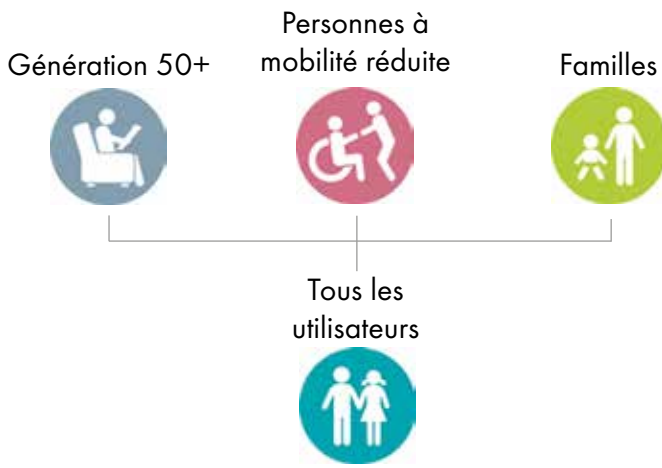 Génération 50+
Personnes à
mobilité réduite
Familles
Tous les
utilisateurs